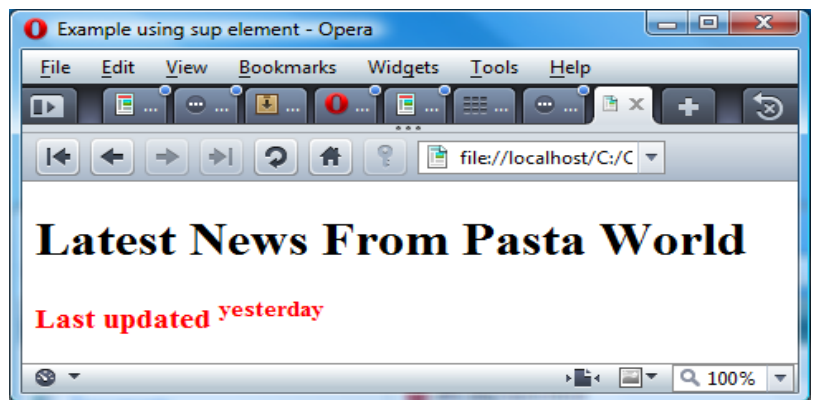 Example using sup element - Opera
File Edit View Bookmarks Widgets Tools Help
... ... ... ... ... ... ...
file://localhost/C:/C
Latest News From Pasta World
Last updated yesterday
100%